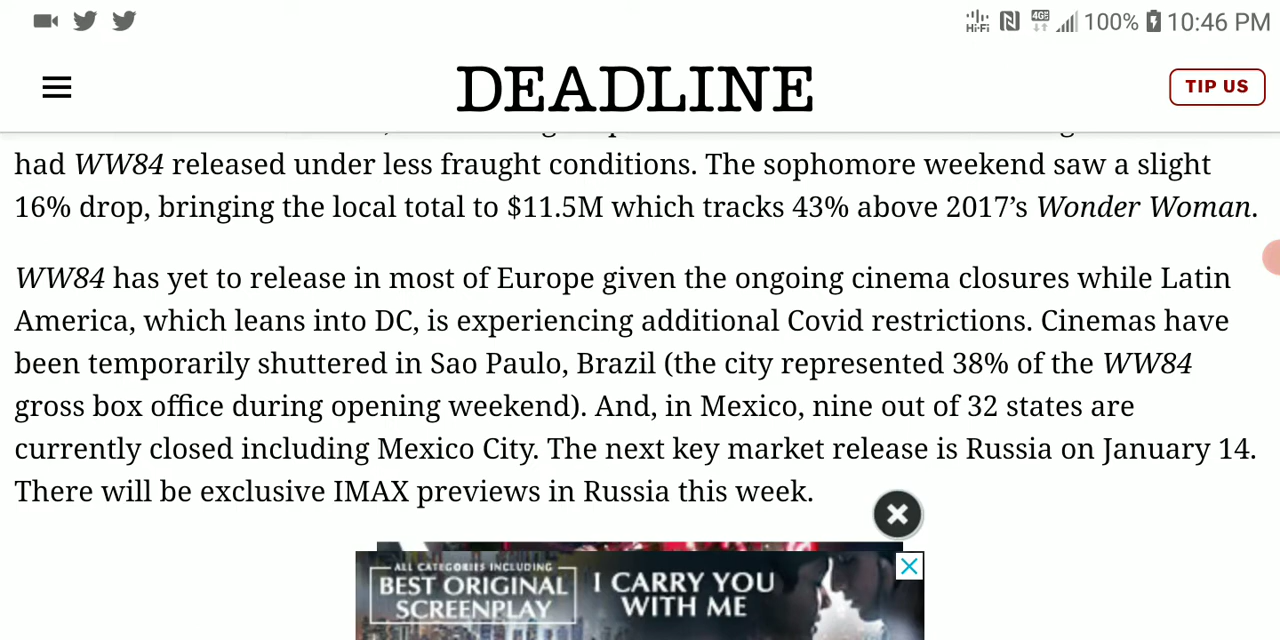 Hi-Fi 4GE 100% 10:46 PM
DEADLINE
TIP US
had WW84 released under less fraught conditions. The sophomore weekend saw a slight
16% drop, bringing the local total to $11.5M which tracks 43% above 2017’s Wonder Woman.
WW84 has yet to release in most of Europe given the ongoing cinema closures while Latin
America, which leans into DC, is experiencing additional Covid restrictions. Cinemas have
been temporarily shuttered in Sao Paulo, Brazil (the city represented 38% of the WW84
gross box office during opening weekend). And, in Mexico, nine out of 32 states are
currently closed including Mexico City. The next key market release is Russia on January 14.
There will be exclusive IMAX previews in Russia this week.
ALL CATEGORIES INCLUDING
BEST ORIGINAL
SCREENPLAY
I CARRY YOU
WITH ME